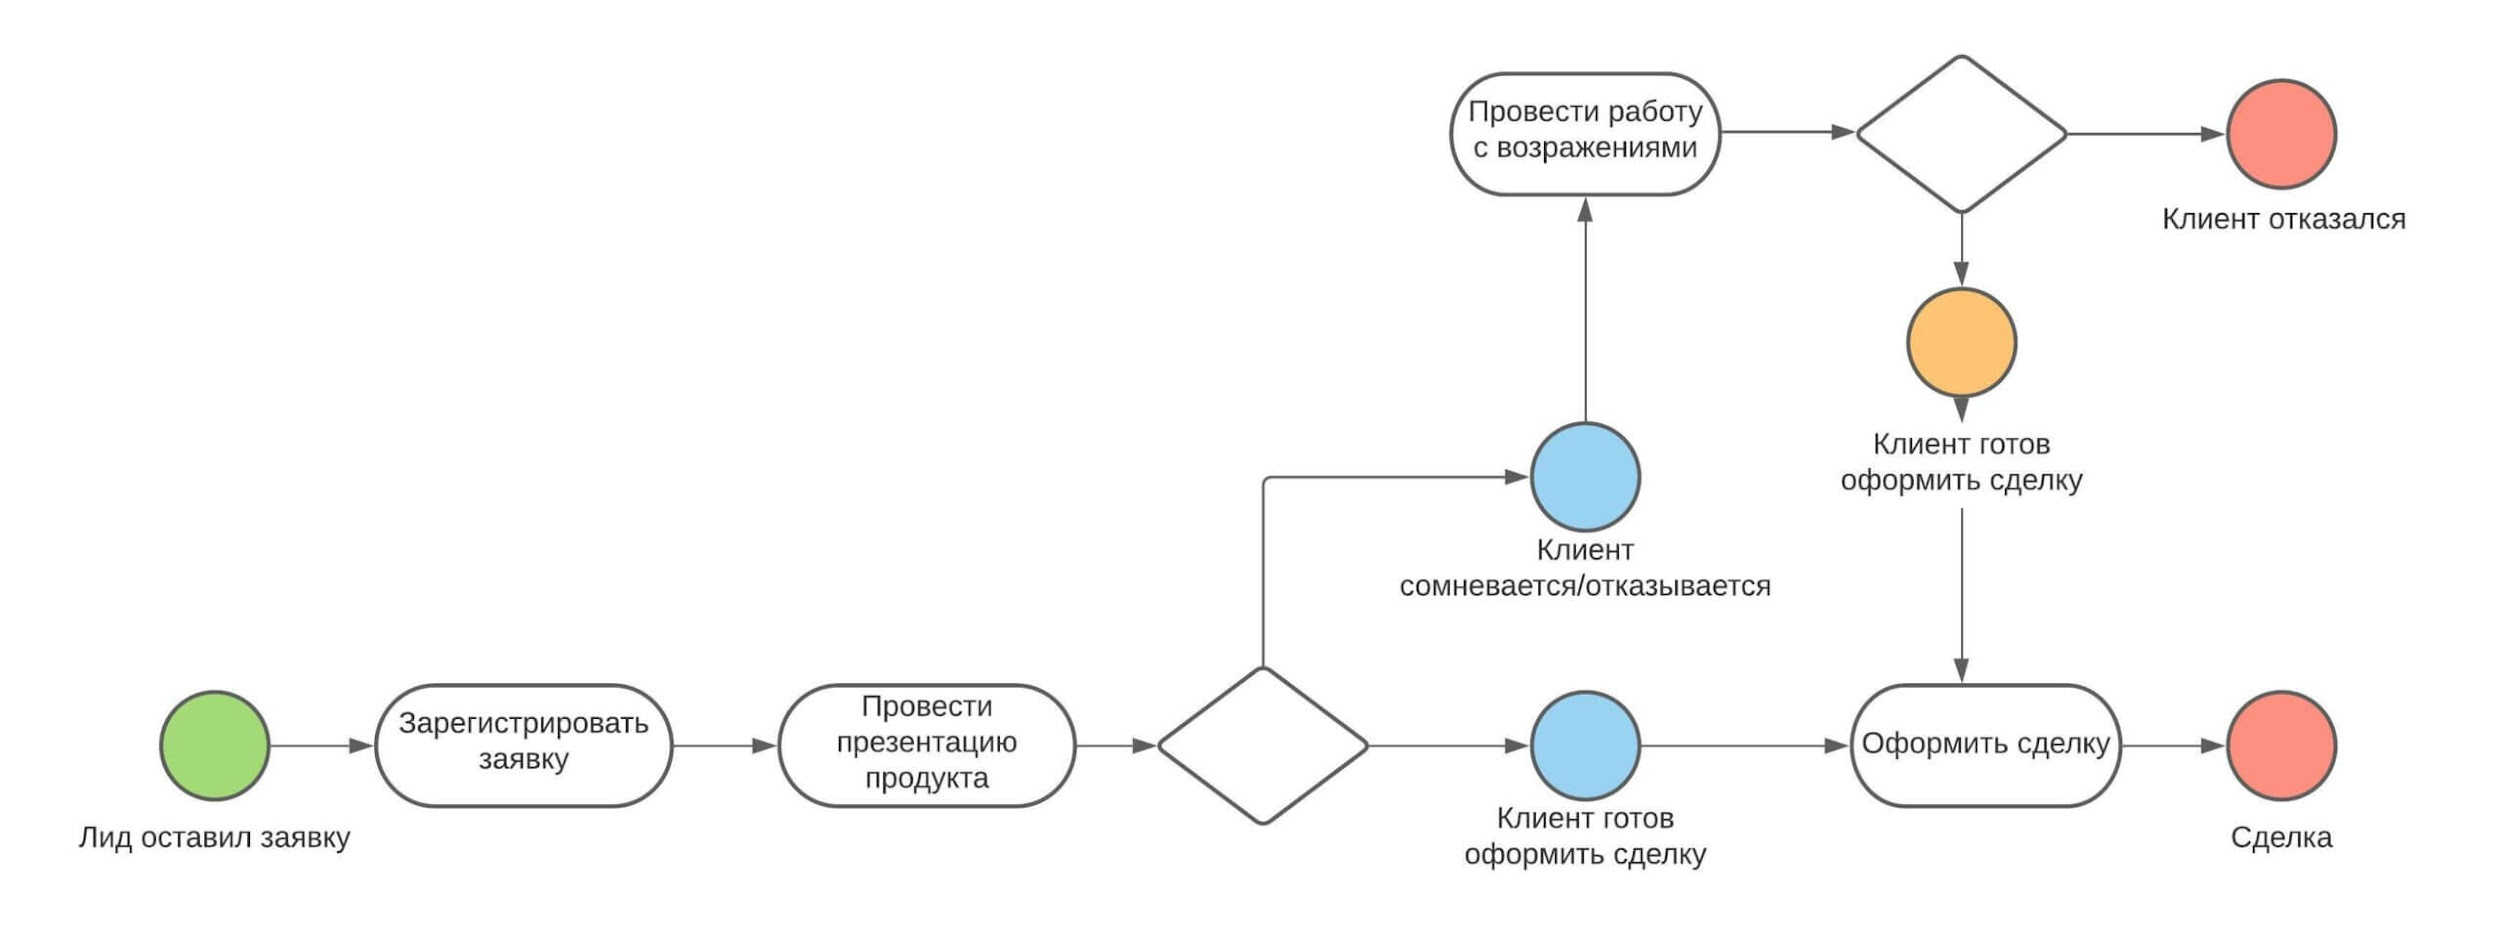 Провести работу
с возражениями
Клиент отказался
Клиент готов
оформить сделку
Клиент
сомневается/отказывается
Лид оставил заявку
Зарегистрировать
заявку
Провести
презентацию
продукта
Клиент готов
оформить сделку
Оформить сделку
Сделка